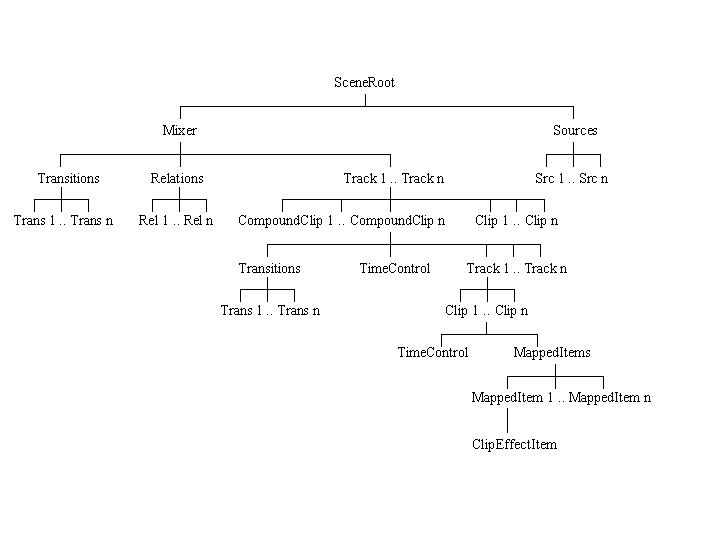 SceneRoot
Mixer Sources
Transitions Relations Track 1 .. Track n Src 1 .. Src n
Trans 1 .. Trans n Rel 1 .. Rel n CompoundClip 1 .. CompoundClip n Clip 1 .. Clip n
Transitions TimeControl Track 1 .. Track n
Trans 1 .. Trans n Clip 1 .. Clip n
TimeControl MappedItems
MappedItem 1 .. MappedItem n
ClipEffectItem